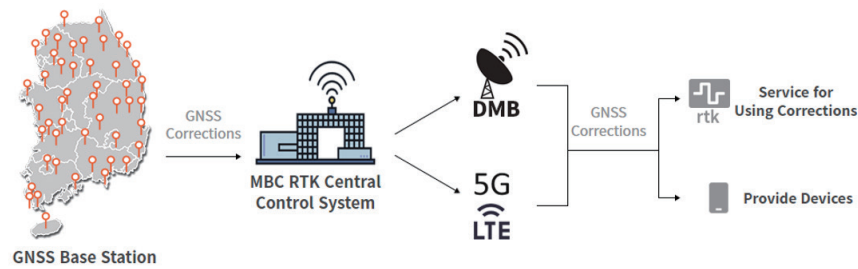 GNSS Base Station
GNSS
Corrections
MBC RTK Central
Control System
DMB
5G
LTE
GNSS
Corrections
rtk
Service for
Using Corrections
Provide Devices